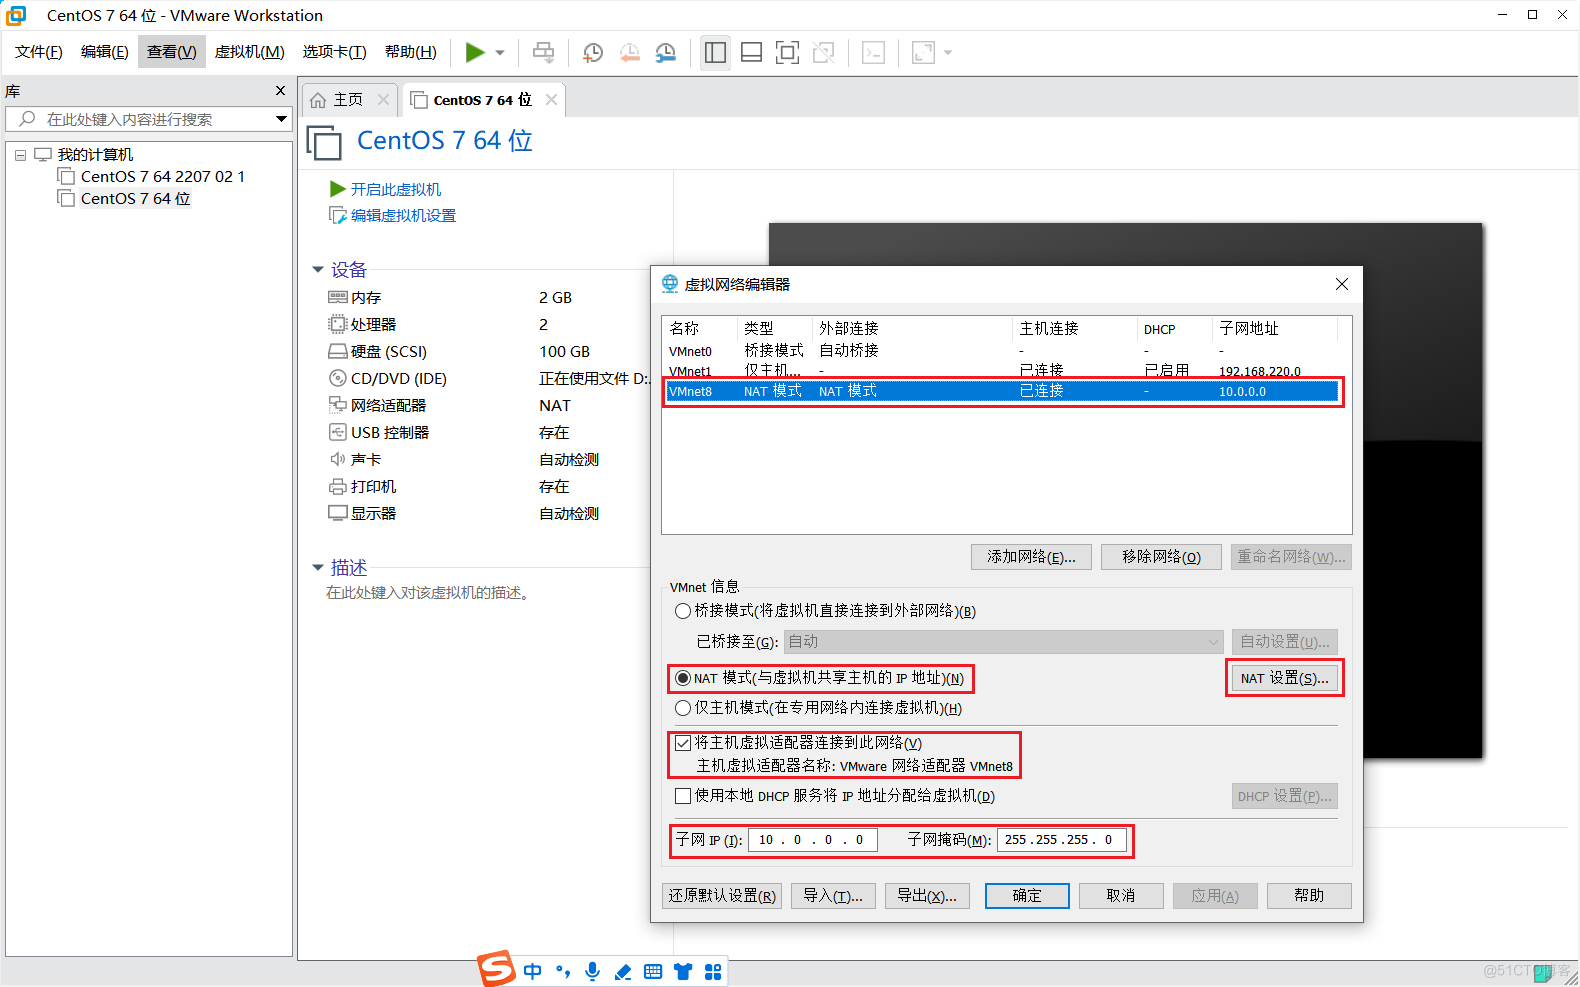 CentOS 7 64 位 - VMware Workstation
文件(F) 编辑(E) 查看(V) 虚拟机(M) 选项卡(T) 帮助(H)
库
在此处键入内容进行搜索
我的计算机
CentOS 7 64 2207 02 1
CentOS 7 64 位
主页 CentOS 7 64 位
CentOS 7 64 位
开启此虚拟机
编辑虚拟机设置
设备
内存 2 GB
处理器 2
硬盘 (SCSI) 100 GB
CD/DVD (IDE) 正在使用文件 D:.
网络适配器 NAT
USB 控制器 存在
声卡 自动检测
打印机 存在
显示器 自动检测
描述
在此处键入对该虚拟机的描述。
虚拟网络编辑器
名称 类型 外部连接 主机连接 DHCP 子网地址
VMnet0 桥接模式 自动桥接 - - -
VMnet1 仅主机... - 已连接 已启用 192.168.220.0
VMnet8 NAT 模式 NAT 模式 已连接 - 10.0.0.0
添加网络(E)... 移除网络(O) 重命名网络(W)...
VMnet 信息
桥接模式(将虚拟机直接连接到外部网络)(B)
已桥接至(G): 自动 自动设置(U)...
NAT 模式(与虚拟机共享主机的 IP 地址)(N) NAT 设置(S)...
仅主机模式(在专用网络内连接虚拟机)(H)
将主机虚拟适配器连接到此网络(V)
主机虚拟适配器名称: VMware 网络适配器 VMnet8
使用本地 DHCP 服务将 IP 地址分配给虚拟机(D) DHCP 设置(P)...
子网 IP (I): 10 . 0 . 0 . 0 子网掩码(M): 255 . 255 . 255 . 0
还原默认设置(R) 导入(T)... 导出(X)... 确定 取消 应用(A) 帮助
S 中
@51CTO博客